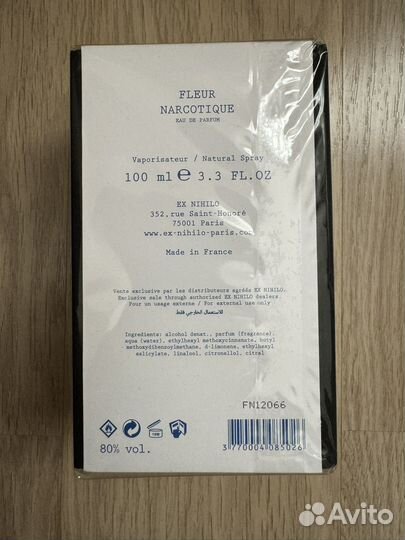 FLEUR
NARCOTIQUE
EAU DE PARFUM
Vaporisateur / Natural Spray
100 ml ℮ 3.3 FL.OZ
EX NIHILO
352, rue Saint-Honoré
75001 Paris
www.ex-nihilo-paris.com
Made in France
Vente exclusive par les distributeurs agréés EX NIHILO.
Exclusive sale through authorized EX NIHILO dealers.
Pour un usage externe / For external use only
للاستعمال الخارجي فقط
Ingredients: alcohol denat., parfum (fragrance),
aqua (water), ethylhexyl methoxycinnamate, butyl
methoxydibenzoylmethane, d-limonene, ethylhexyl
salicylate, linalool, citronellol, citral
FN12066
80% vol.
3 770004 085026
Avito